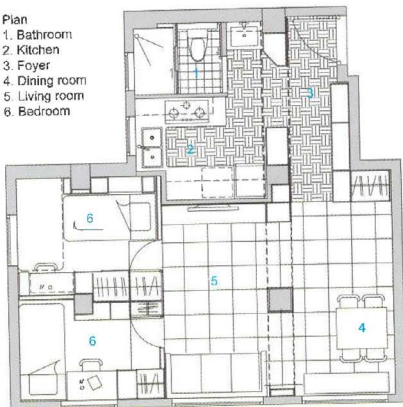 Plan
1. Bathroom
2. Kitchen
3. Foyer
4. Dining room
5. Living room
6. Bedroom
1
3
2
6
5
4
6